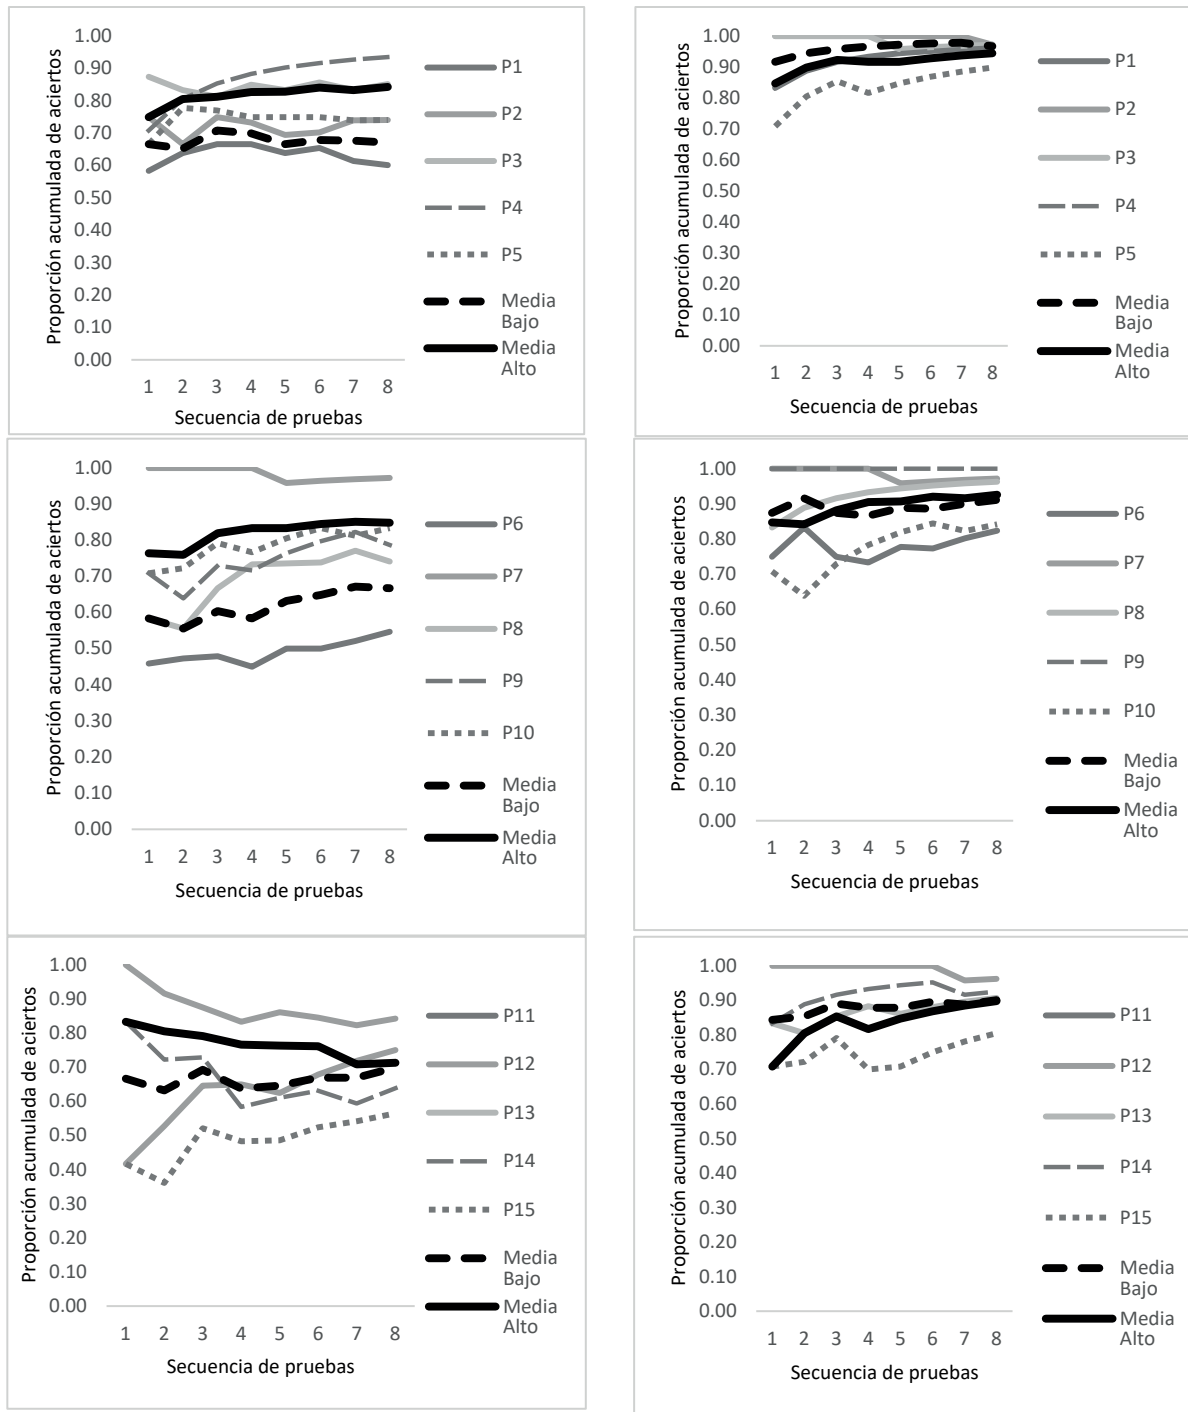 Proporción acumulada de aciertos
1.00
0.90
0.80
0.70
0.60
0.50
0.40
0.30
0.20
0.10
0.00
1 2 3 4 5 6 7 8
Secuencia de pruebas
P1
P2
P3
P4
P5
Media
Bajo
Media
Alto
Proporción acumulada de aciertos
1.00
0.90
0.80
0.70
0.60
0.50
0.40
0.30
0.20
0.10
0.00
1 2 3 4 5 6 7 8
Secuencia de pruebas
P1
P2
P3
P4
P5
Media
Bajo
Media
Alto
Proporción acumulada de aciertos
1.00
0.90
0.80
0.70
0.60
0.50
0.40
0.30
0.20
0.10
0.00
1 2 3 4 5 6 7 8
Secuencia de pruebas
P6
P7
P8
P9
P10
Media
Bajo
Media
Alto
Proporción acumulada de aciertos
1.00
0.90
0.80
0.70
0.60
0.50
0.40
0.30
0.20
0.10
0.00
1 2 3 4 5 6 7 8
Secuencia de pruebas
P6
P7
P8
P9
P10
Media
Bajo
Media
Alto
Proporción acumulada de aciertos
1.00
0.90
0.80
0.70
0.60
0.50
0.40
0.30
0.20
0.10
0.00
1 2 3 4 5 6 7 8
Secuencia de pruebas
P11
P12
P13
P14
P15
Media
Bajo
Media
Alto
Proporción acumulada de aciertos
1.00
0.90
0.80
0.70
0.60
0.50
0.40
0.30
0.20
0.10
0.00
1 2 3 4 5 6 7 8
Secuencia de pruebas
P11
P12
P13
P14
P15
Media
Bajo
Media
Alto